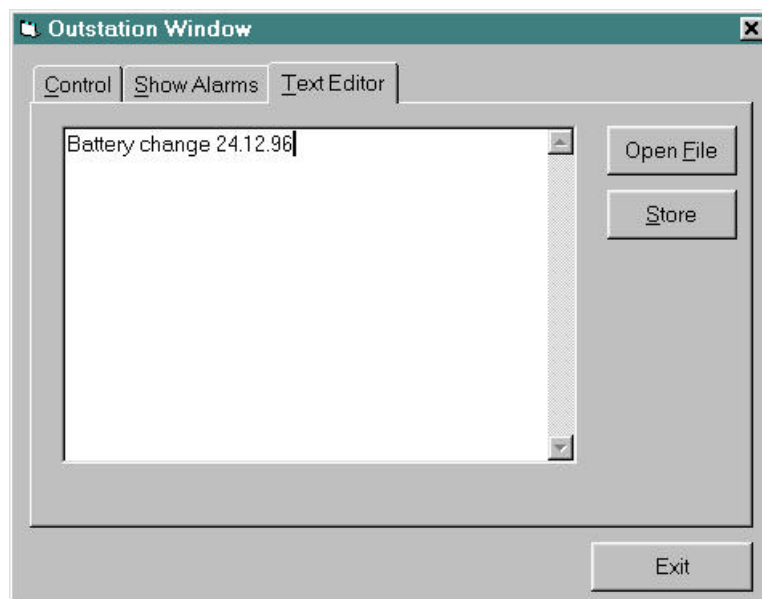 Outstation Window
Control Show Alarms Text Editor
Battery change 24.12.96
Open File
Store
Exit